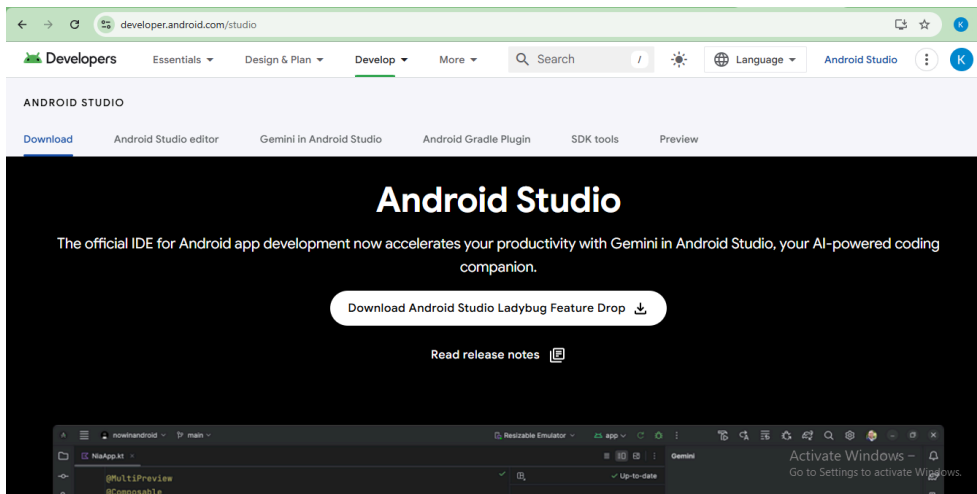 developer.android.com/studio
K
Developers Essentials Design & Plan Develop More Search / Language Android Studio K
ANDROID STUDIO
Download Android Studio editor Gemini in Android Studio Android Gradle Plugin SDK tools Preview
Android Studio
The official IDE for Android app development now accelerates your productivity with Gemini in Android Studio, your AI-powered coding
companion.
Download Android Studio Ladybug Feature Drop
Read release notes
nowinandroid main Resizable Emulator app
NiaApp.kt Gemini
@MultiPreview Up-to-date
@Composable
Activate Windows
Go to Settings to activate Windows.